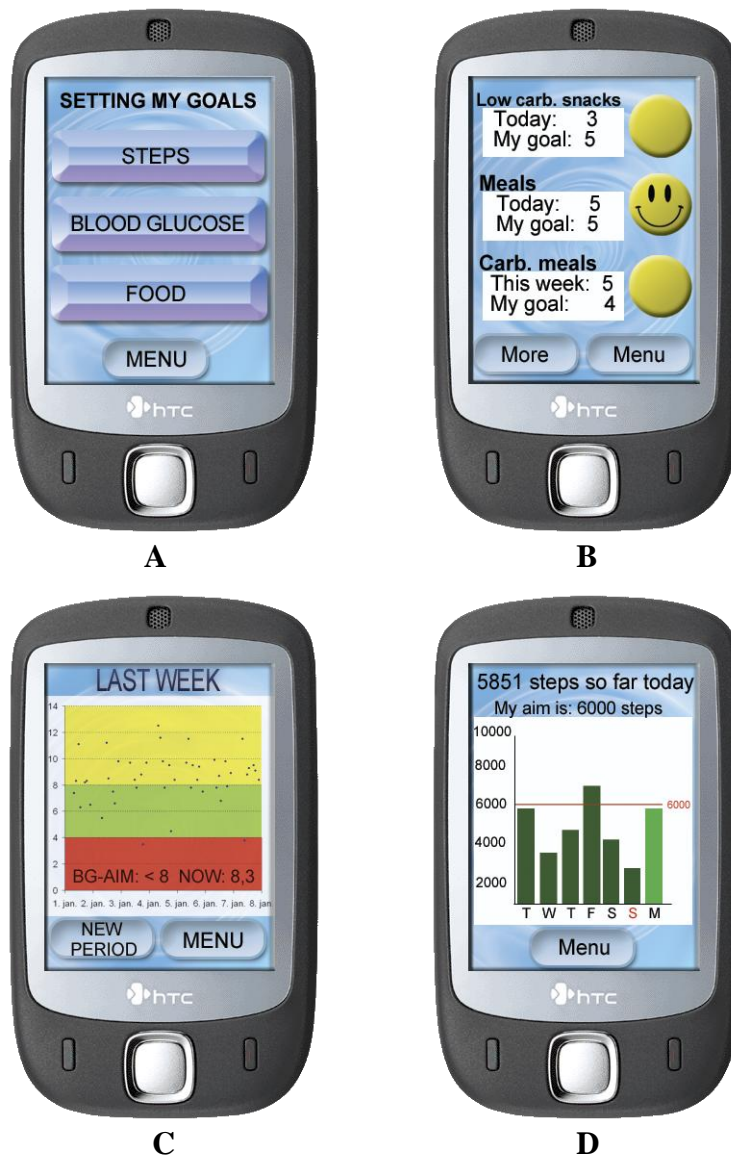 SETTING MY GOALS
STEPS
BLOOD GLUCOSE
FOOD
MENU
hTC
A
Low carb. snacks
Today: 3
My goal: 5
Meals
Today: 5
My goal: 5
Carb. meals
This week: 5
My goal: 4
More Menu
hTC
B
LAST WEEK
14
12
10
8
6
4
2
0
BG-AIM: < 8 NOW: 8,3
1. jan. 2. jan. 3. jan. 4. jan. 5. jan. 6. jan. 7. jan. 8. jan
NEW PERIOD MENU
hTC
C
5851 steps so far today
My aim is: 6000 steps
10000
8000
6000 6000
4000
2000
T W T F S S M
Menu
hTC
D